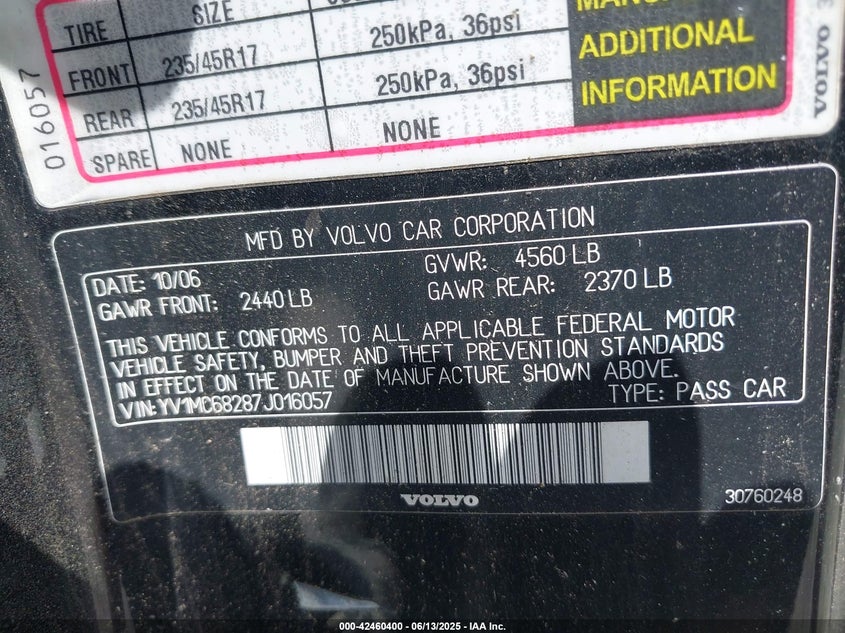 016057
TIRE SIZE
FRONT 235/45R17 250kPa, 36psi
REAR 235/45R17 250kPa, 36psi
SPARE NONE NONE
ADDITIONAL
INFORMATION
VOLVO
MFD BY VOLVO CAR CORPORATION
DATE: 10/06 GVWR: 4560 LB
GAWR FRONT: 2440 LB GAWR REAR: 2370 LB
THIS VEHICLE CONFORMS TO ALL APPLICABLE FEDERAL MOTOR
VEHICLE SAFETY, BUMPER AND THEFT PREVENTION STANDARDS
IN EFFECT ON THE DATE OF MANUFACTURE SHOWN ABOVE.
VIN: YV1MC68287J016057 TYPE: PASS CAR
VOLVO
30760248
000-42460400 - 06/13/2025 - IAA Inc.